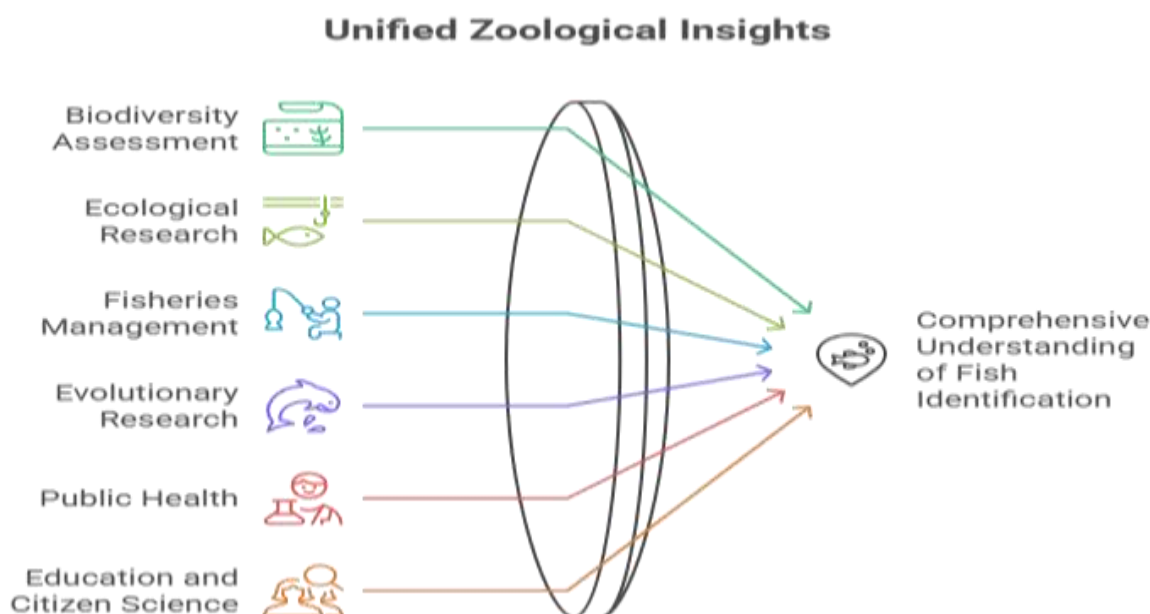 Unified Zoological Insights
Biodiversity
Assessment
Ecological
Research
Fisheries
Management
Evolutionary
Research
Public Health
Education and
Citizen Science
Comprehensive
Understanding
of Fish
Identification